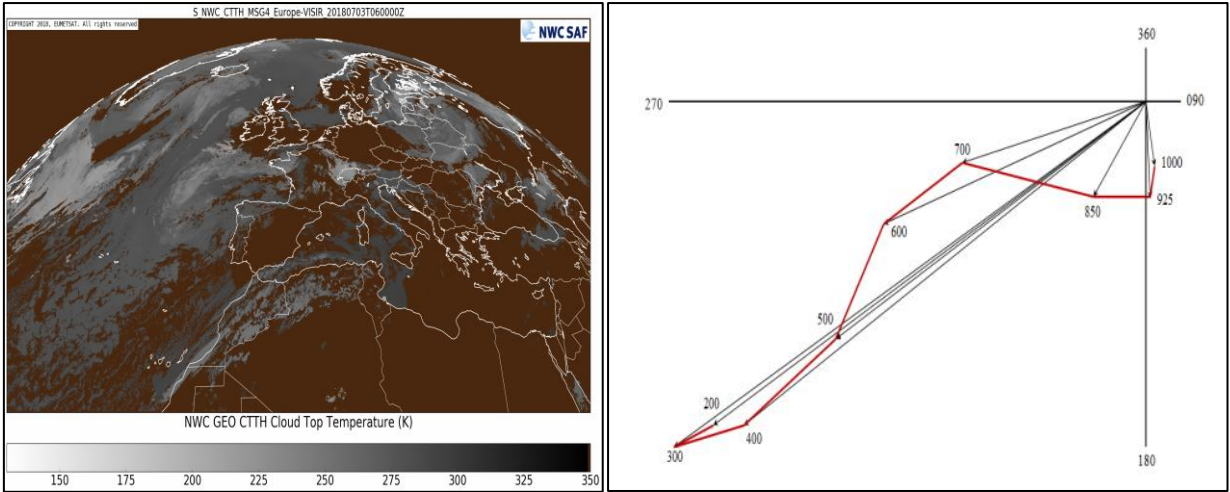 S_NWC_CTTH_MSG4_Europe-VISIR_20180703T060000Z
COPYRIGHT 2018, EUMETSAT. All rights reserved
NWC SAF
NWC GEO CTTH Cloud Top Temperature (K)
150 175 200 225 250 275 300 325 350
360
270
090
700
1000
850
925
600
500
200
400
300
180